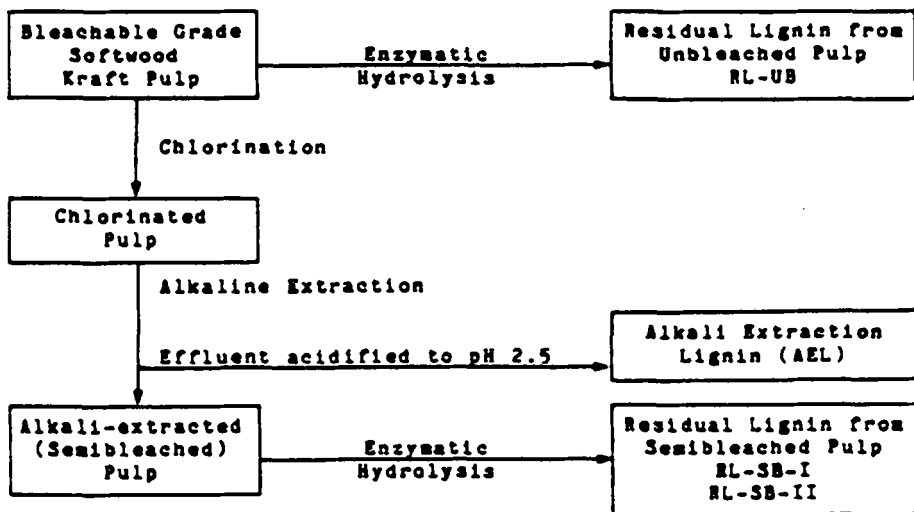 Bleachable Grade
Softwood
Kraft Pulp
Enzymatic
Hydrolysis
Residual Lignin from
Unbleached Pulp
RL-UB
Chlorination
Chlorinated
Pulp
Alkaline Extraction
Effluent acidified to pH 2.5
Alkali Extraction
Lignin (AEL)
Alkali-extracted
(Semibleached)
Pulp
Enzymatic
Hydrolysis
Residual Lignin from
Semibleached Pulp
RL-SB-I
RL-SB-II